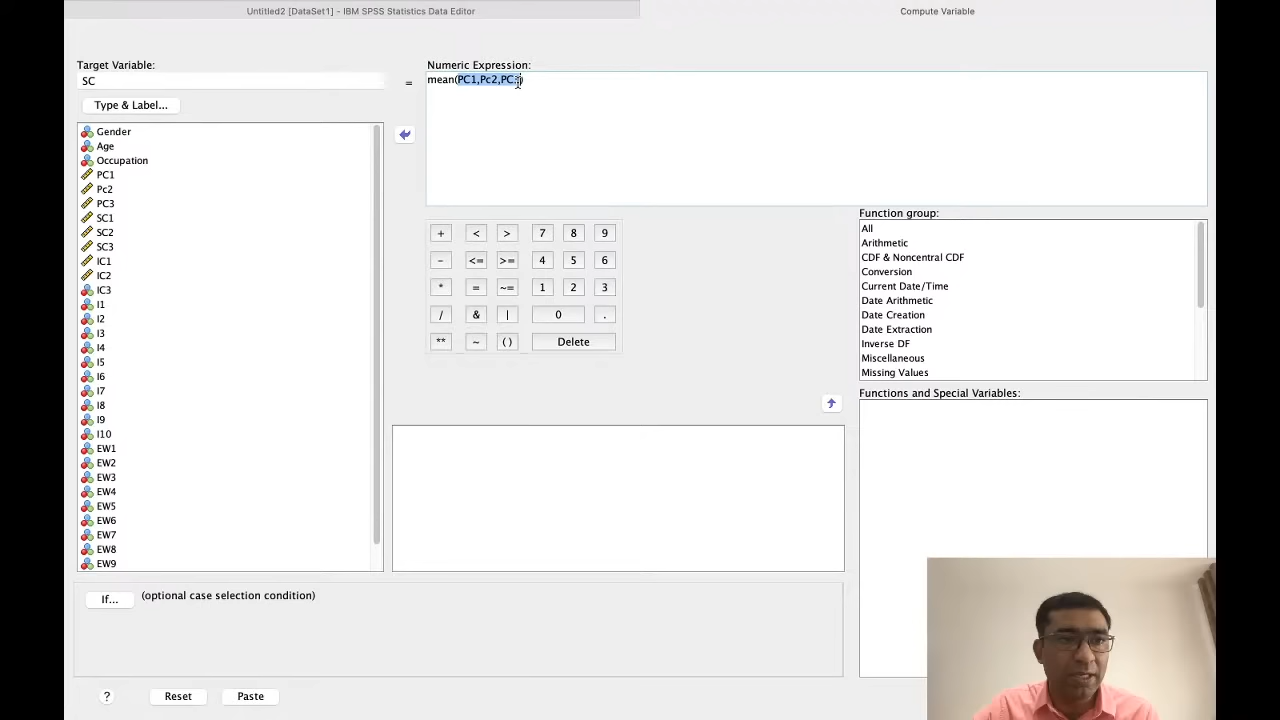 Untitled2 [DataSet1] - IBM SPSS Statistics Data Editor
Compute Variable
Target Variable:
SC
=
Numeric Expression:
mean(PC1,Pc2,PC3)
Type & Label...
Gender
Age
Occupation
PC1
Pc2
PC3
SC1
SC2
SC3
IC1
IC2
IC3
I1
I2
I3
I4
I5
I6
I7
I8
I9
I10
EW1
EW2
EW3
EW4
EW5
EW6
EW7
EW8
EW9
+ < > 7 8 9
- <= >= 4 5 6
* = ~= 1 2 3
/ & | 0 .
** ~ () Delete
Function group:
All
Arithmetic
CDF & Noncentral CDF
Conversion
Current Date/Time
Date Arithmetic
Date Creation
Date Extraction
Inverse DF
Miscellaneous
Missing Values
Functions and Special Variables:
If... (optional case selection condition)
? Reset Paste